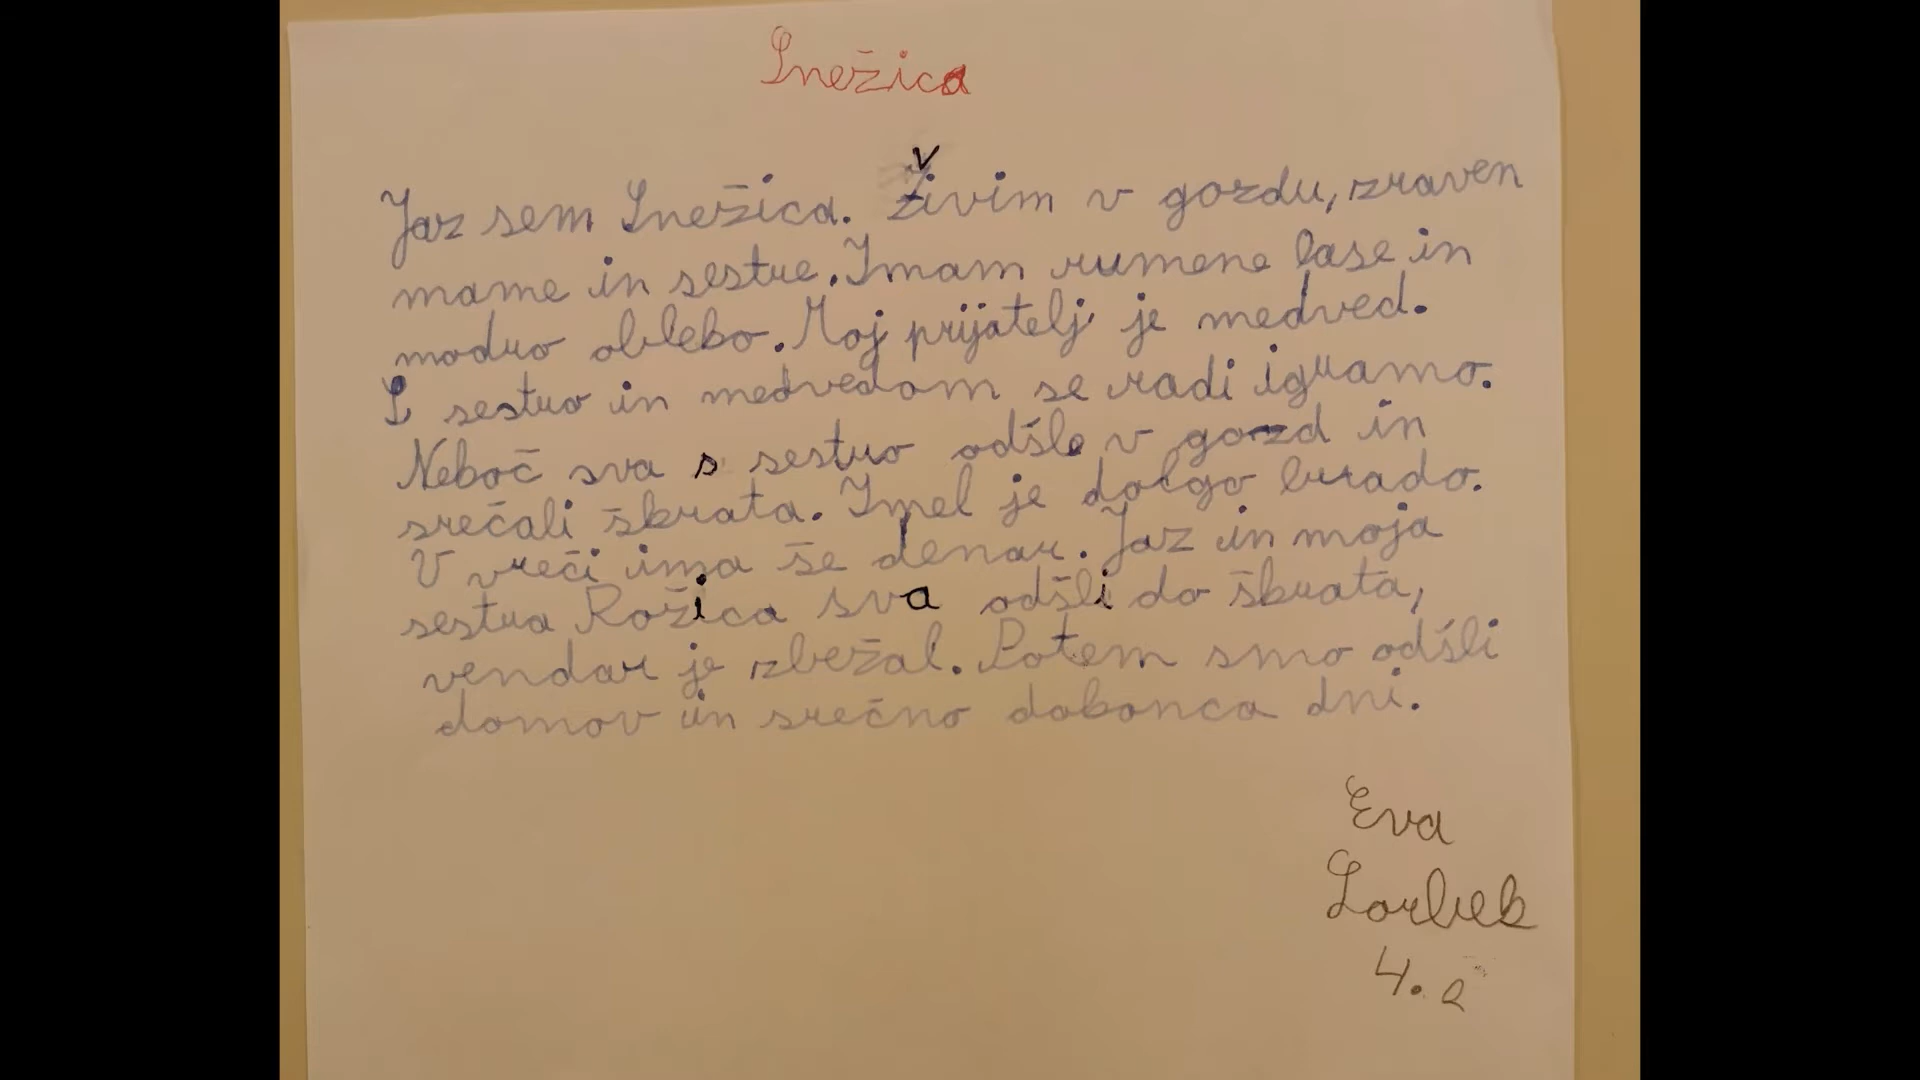 Snežica
Jaz sem Snežica. Živim v gozdu, zraven
mame in sestre. Imam rumene lase in
modro obleko. Moj prijatelj je medved.
S sestro in medvedom se radi igramo.
Nekoč sva s sestro odšle v gozd in
srečali škrata. Imel je dolgo brado.
V vreči ima še denar. Jaz in moja
sestra Rožica sva odšli do škrata,
vendar je zbežal. Potem smo odšli
domov in srečno dokonca dni.
Eva
Lorbek
4. a